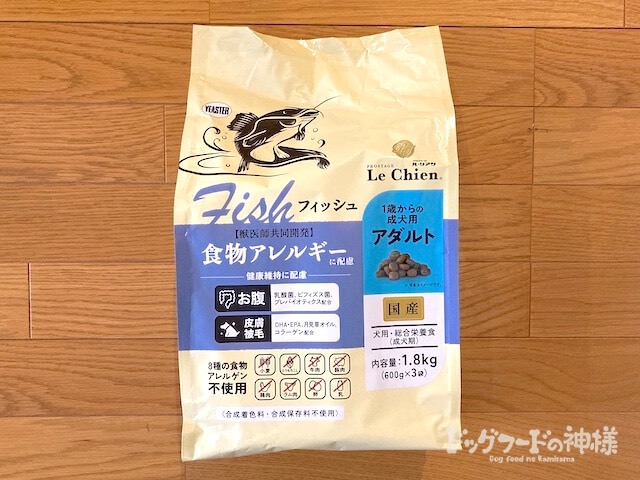 YEASTER
PROSTAGE
Le Chien®
Fish フィッシュ
【獣医師共同開発】
食物アレルギーに配慮
健康維持に配慮
お腹
乳酸菌、ビフィズス菌、
プレバイオティクス配合
皮膚
被毛
DHA・EPA、月見草オイル、
コラーゲン配合
1歳からの
成犬用
アダルト
国産
犬用・総合栄養食
(成犬期)
内容量:1.8kg
(600g×3袋)
8種の食物
アレルゲン
不使用
小麦
とうもろこし
牛肉
豚肉
鶏肉
ラム肉
卵
乳
(合成着色料・合成保存料不使用)
ドッグフードの神様
Dog food no Kamisama